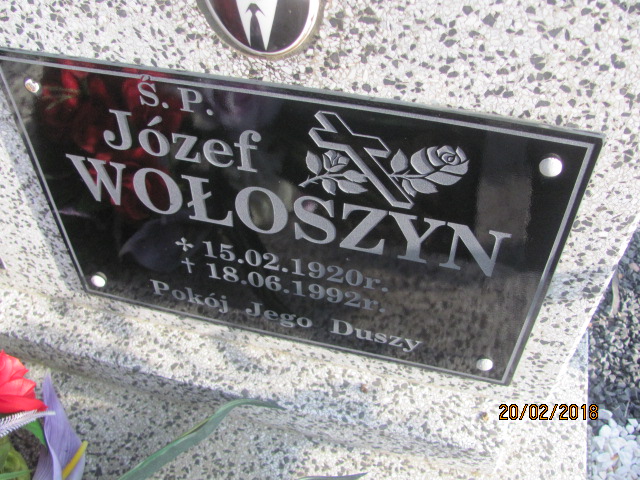 Ś. P.
Józef
WOŁOSZYN
✢ 15.02.1920r.
† 18.06.1992r.
Pokój Jego Duszy
20/02/2018